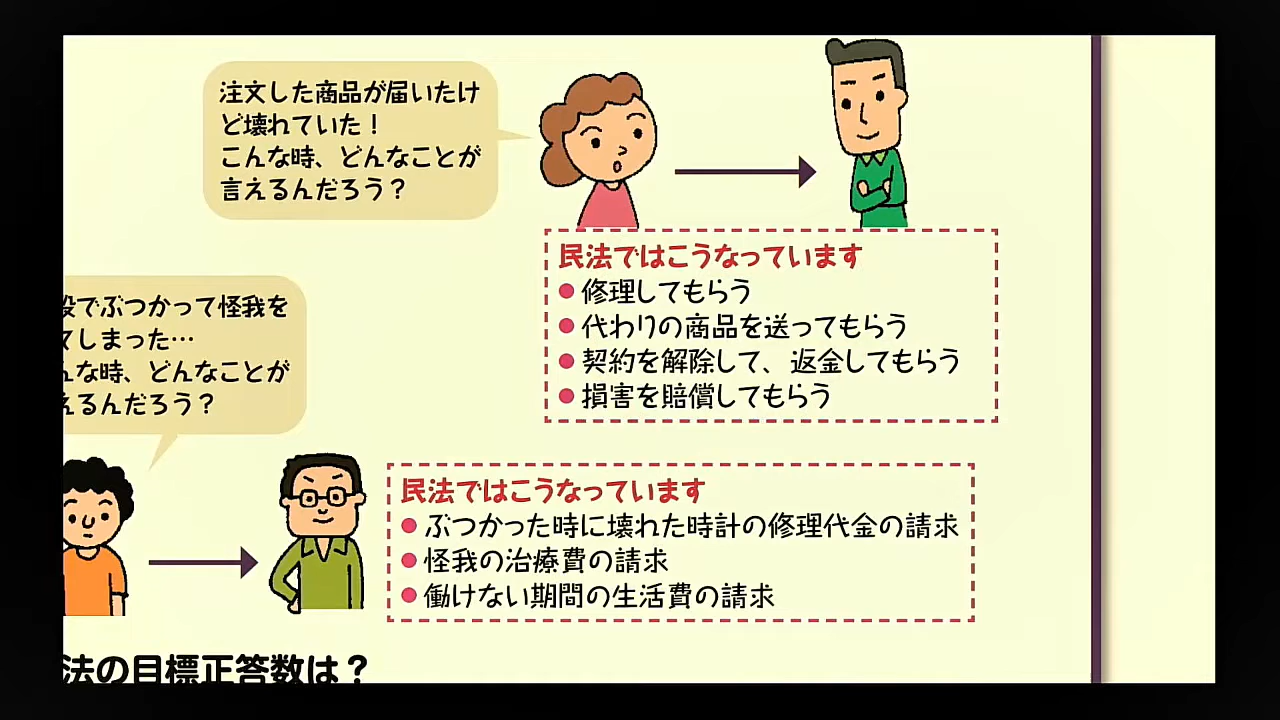 注文した商品が届いたけ
ど壊れていた！
こんな時、どんなことが
言えるんだろう？
民法ではこうなっています
修理してもらう
代わりの商品を送ってもらう
契約を解除して、返金してもらう
損害を賠償してもらう
段でぶつかって怪我を
てしまった…
んな時、どんなことが
えるんだろう？
民法ではこうなっています
ぶつかった時に壊れた時計の修理代金の請求
怪我の治療費の請求
働けない期間の生活費の請求
法の目標正答数は？